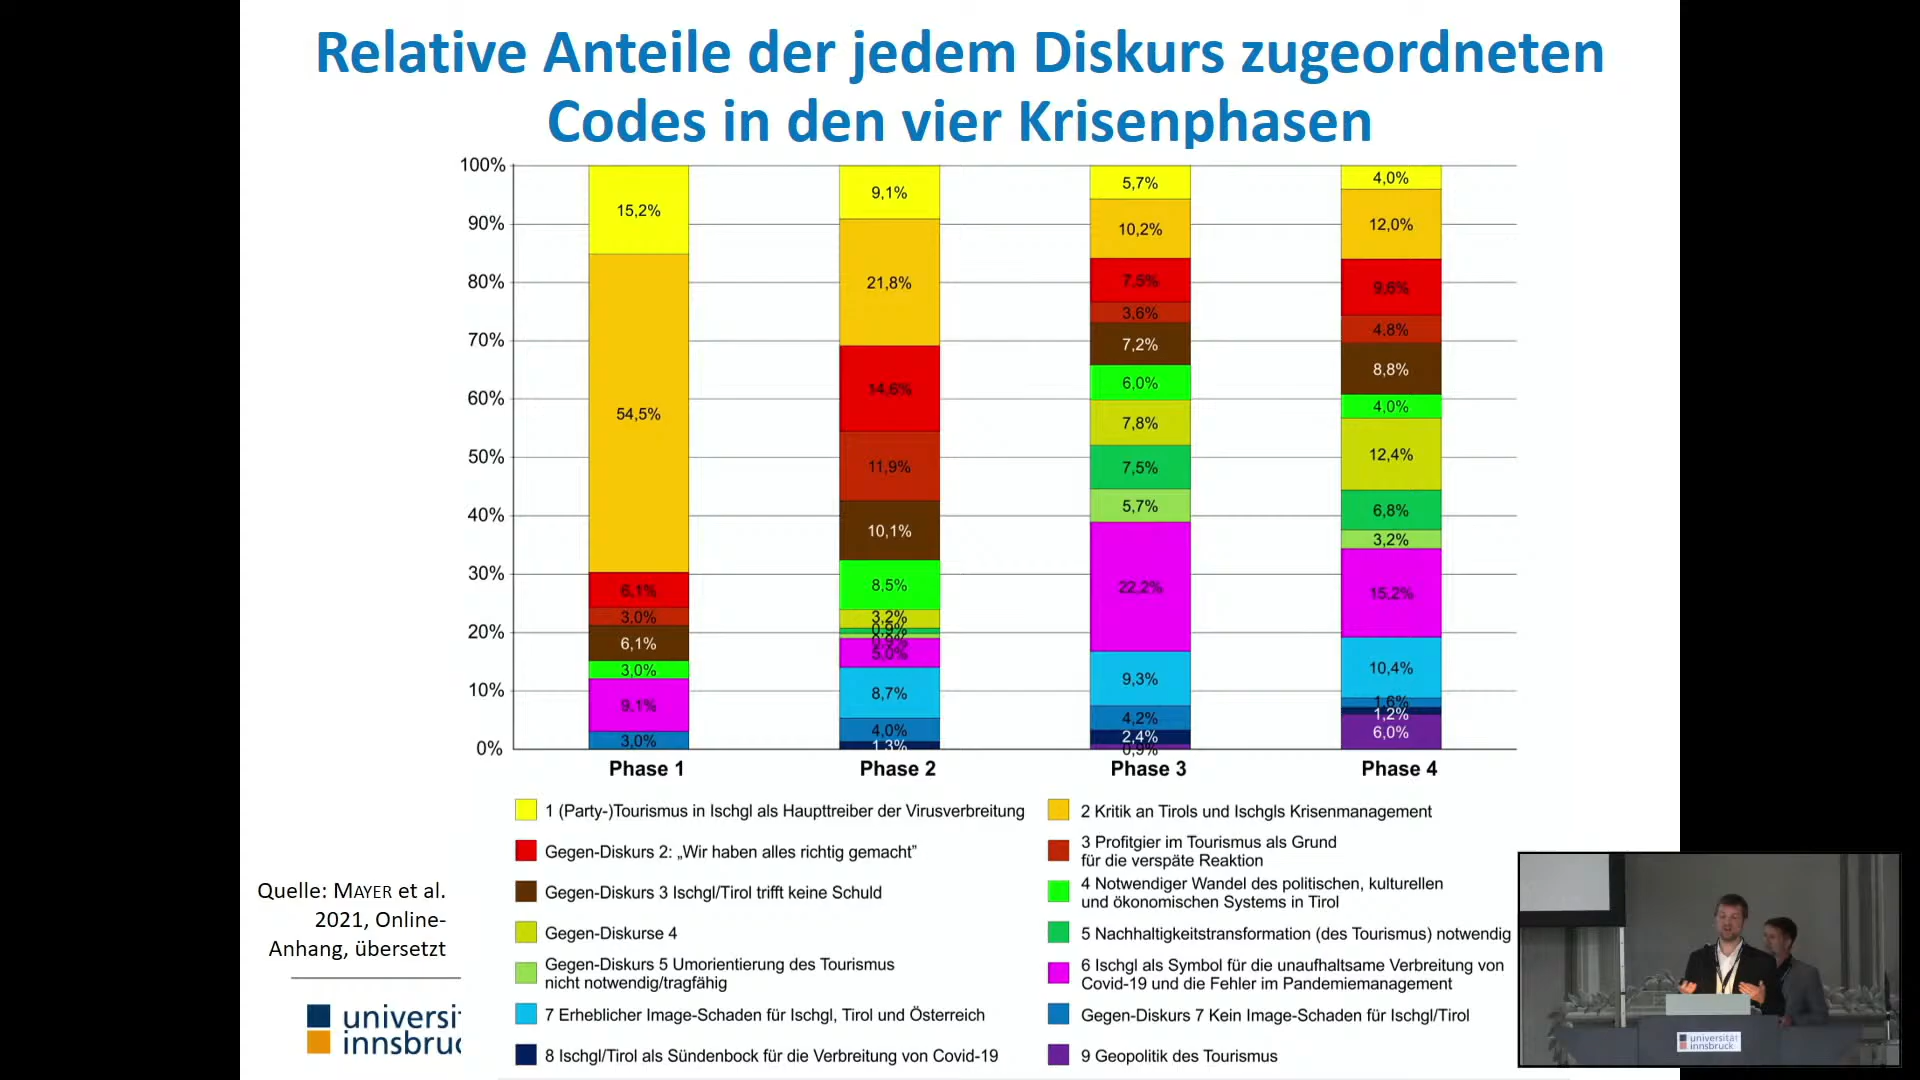 Relative Anteile der jedem Diskurs zugeordneten
Codes in den vier Krisenphasen
100%
90%
80%
70%
60%
50%
40%
30%
20%
10%
0%
15,2%
54,5%
6,1%
3,0%
6,1%
3,0%
9,1%
3,0%
Phase 1
9,1%
21,8%
14,6%
11,9%
10,1%
8,5%
3,2%
0,9%
0,9%
5,0%
8,7%
4,0%
1,3%
Phase 2
5,7%
10,2%
7,5%
3,6%
7,2%
6,0%
7,8%
7,5%
5,7%
22,2%
9,3%
4,2%
2,4%
0,9%
Phase 3
4,0%
12,0%
9,6%
4,8%
8,8%
4,0%
12,4%
6,8%
3,2%
15,2%
10,4%
1,6%
1,2%
6,0%
Phase 4
1 (Party-)Tourismus in Ischgl als Haupttreiber der Virusverbreitung
2 Kritik an Tirols und Ischgls Krisenmanagement
Gegen-Diskurs 2: „Wir haben alles richtig gemacht”
3 Profitgier im Tourismus als Grund
für die verspäte Reaktion
Gegen-Diskurs 3 Ischgl/Tirol trifft keine Schuld
4 Notwendiger Wandel des politischen, kulturellen
und ökonomischen Systems in Tirol
Gegen-Diskurse 4
5 Nachhaltigkeitstransformation (des Tourismus) notwendig
Gegen-Diskurs 5 Umorientierung des Tourismus
nicht notwendig/tragfähig
6 Ischgl als Symbol für die unaufhaltsame Verbreitung von
Covid-19 und die Fehler im Pandemiemanagement
7 Erheblicher Image-Schaden für Ischgl, Tirol und Österreich
Gegen-Diskurs 7 Kein Image-Schaden für Ischgl/Tirol
8 Ischgl/Tirol als Sündenbock für die Verbreitung von Covid-19
9 Geopolitik des Tourismus
Quelle: MAYER et al.
2021, Online-
Anhang, übersetzt
universi
innsbruc
universität
innsbruck